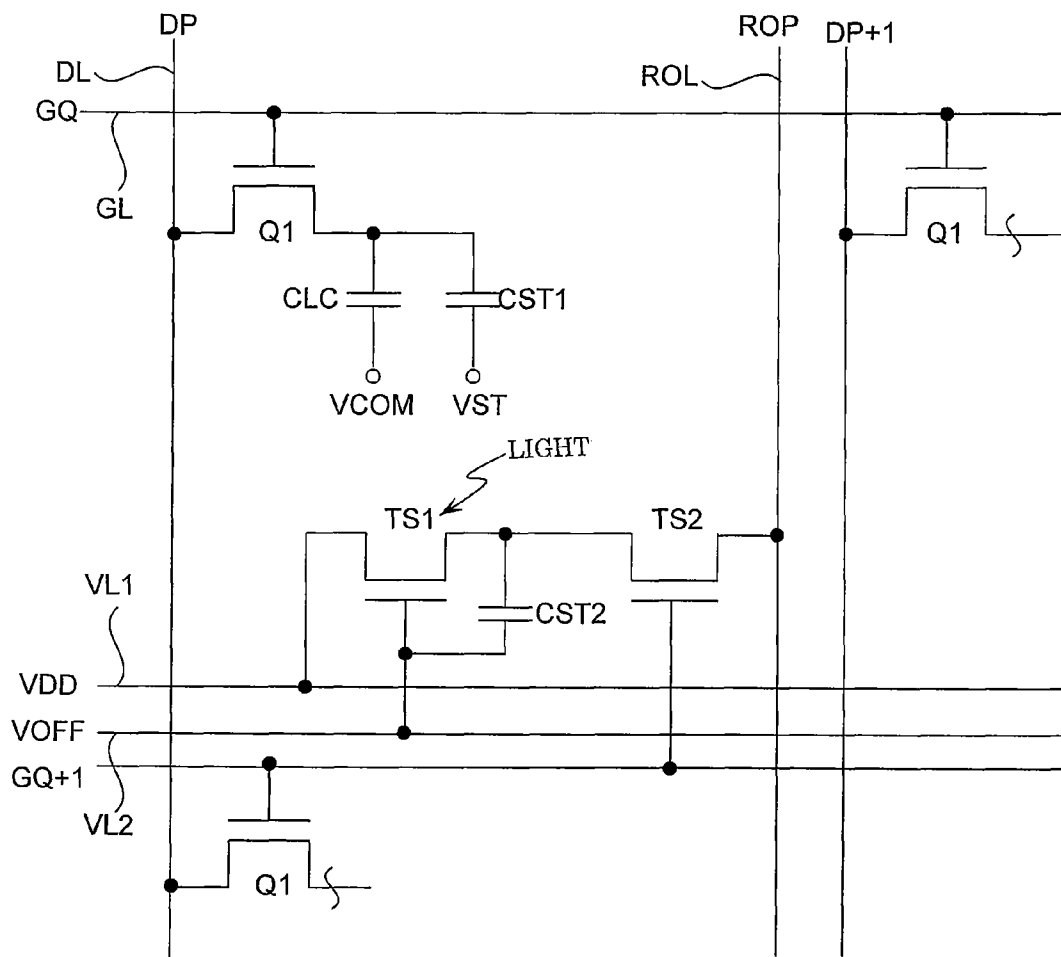 DP
ROP
DP+1
DL
ROL
GQ
GL
Q1
Q1
CLC
CST1
VCOM
VST
LIGHT
TS1
TS2
VL1
CST2
VDD
VOFF
GQ+1
VL2
Q1